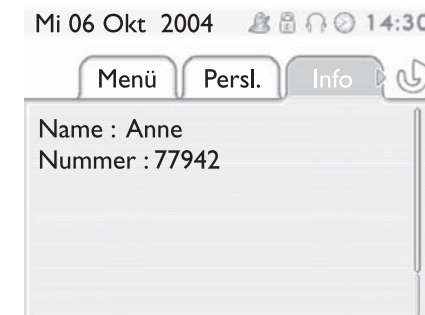 Mi 06 Okt 2004 14:30
Menü Persl. Info
Name : Anne
Nummer : 77942